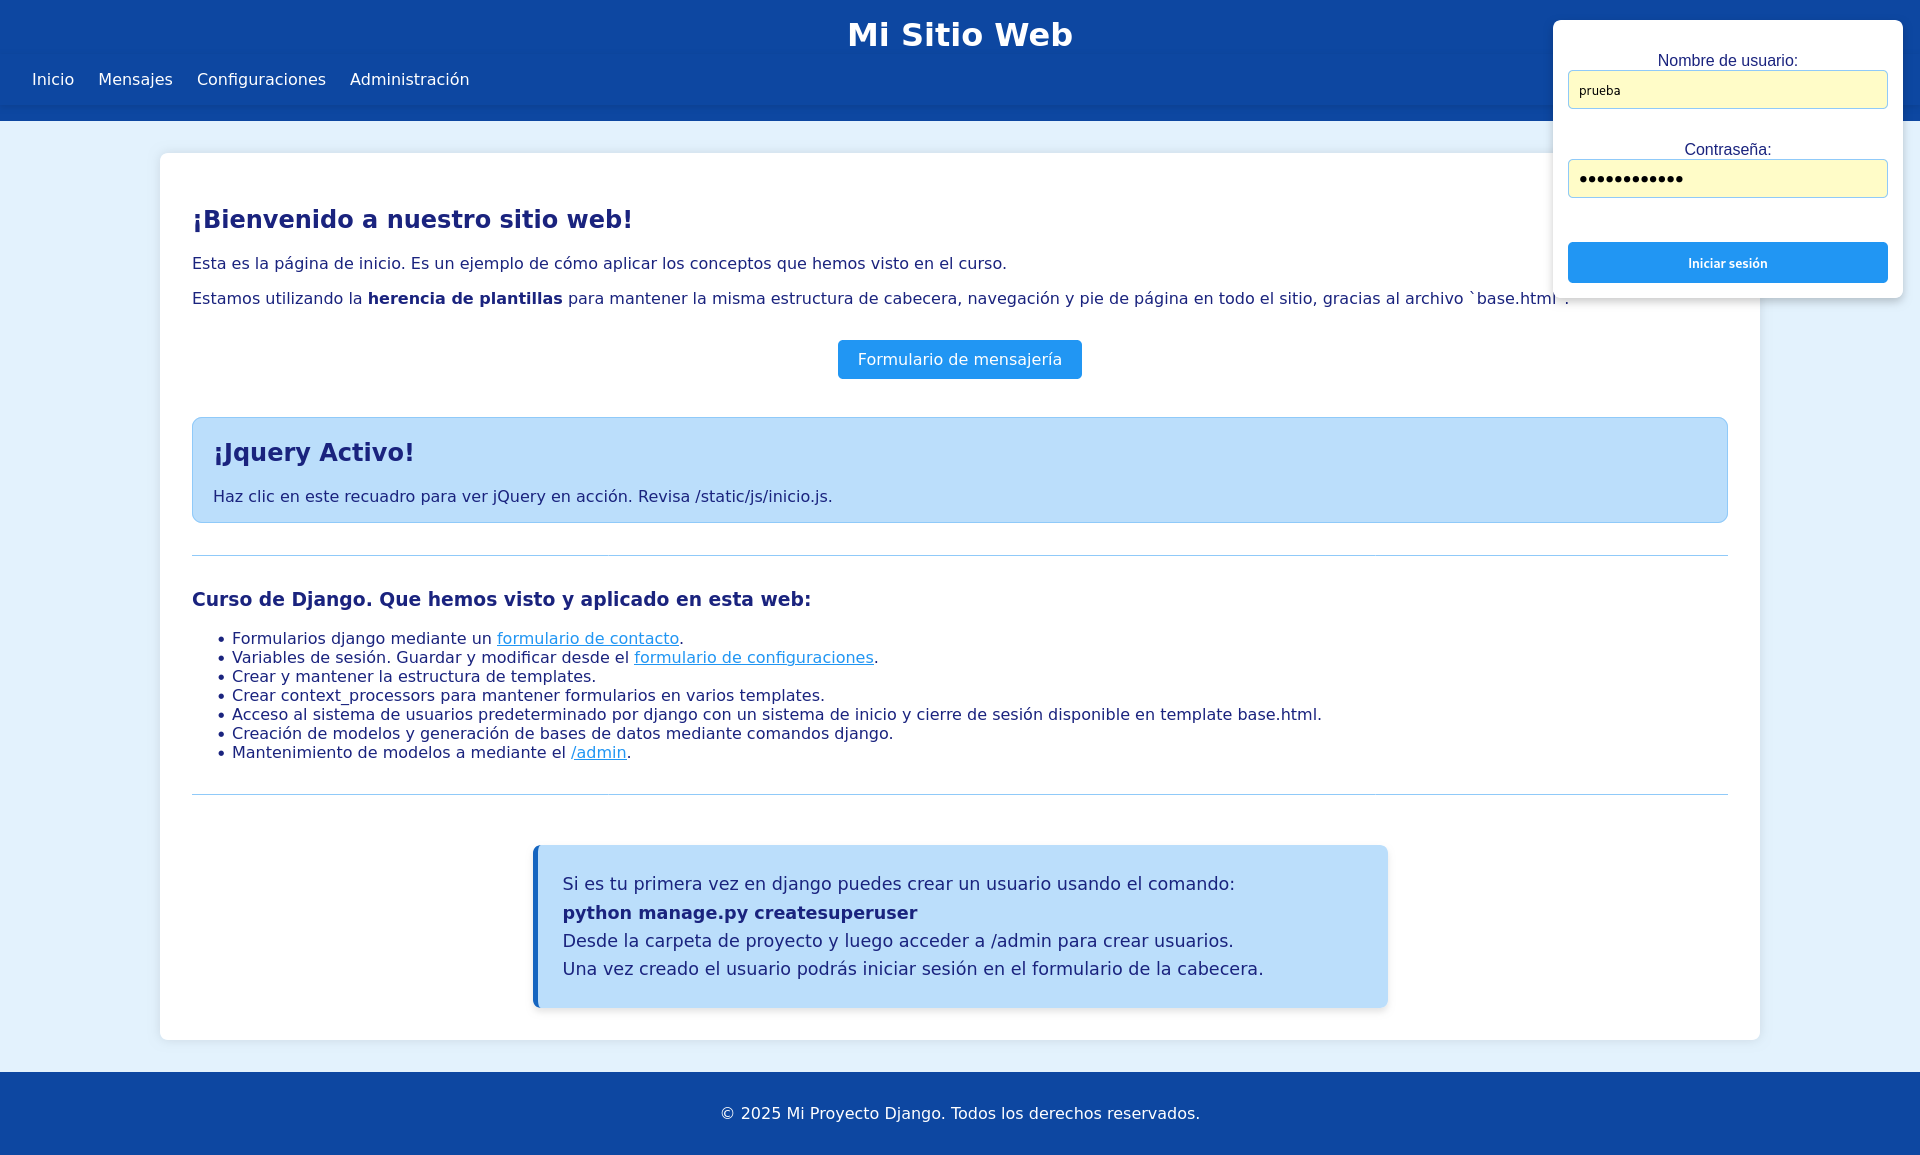 Mi Sitio Web
Inicio Mensajes Configuraciones Administración
Nombre de usuario:
prueba
Contraseña:
••••••••••••
Iniciar sesión
¡Bienvenido a nuestro sitio web!
Esta es la página de inicio. Es un ejemplo de cómo aplicar los conceptos que hemos visto en el curso.
Estamos utilizando la herencia de plantillas para mantener la misma estructura de cabecera, navegación y pie de página en todo el sitio, gracias al archivo `base.html`.
Formulario de mensajería
¡Jquery Activo!
Haz clic en este recuadro para ver jQuery en acción. Revisa /static/js/inicio.js.
Curso de Django. Que hemos visto y aplicado en esta web:
• Formularios django mediante un formulario de contacto.
• Variables de sesión. Guardar y modificar desde el formulario de configuraciones.
• Crear y mantener la estructura de templates.
• Crear context_processors para mantener formularios en varios templates.
• Acceso al sistema de usuarios predeterminado por django con un sistema de inicio y cierre de sesión disponible en template base.html.
• Creación de modelos y generación de bases de datos mediante comandos django.
• Mantenimiento de modelos a mediante el /admin.
Si es tu primera vez en django puedes crear un usuario usando el comando:
python manage.py createsuperuser
Desde la carpeta de proyecto y luego acceder a /admin para crear usuarios.
Una vez creado el usuario podrás iniciar sesión en el formulario de la cabecera.
© 2025 Mi Proyecto Django. Todos los derechos reservados.